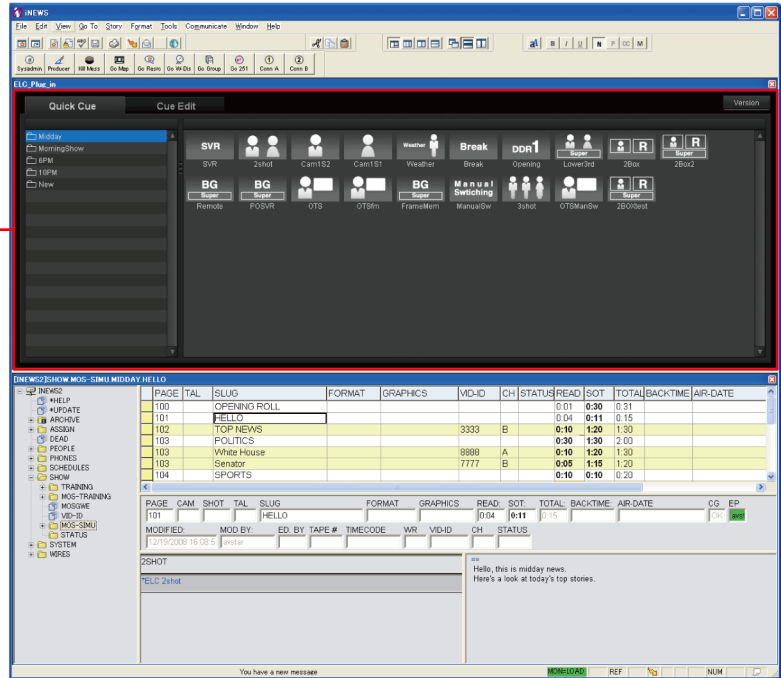 iNEWS
File Edit View Go To Story Format Tools Communicate Window Help
al B I U N P CC M
Sysadmin Producer Kill Mess Go Map Go Resro Go Wi-Dis Go Group Go 251 Conn A Conn B
ELC_Plug_in
Quick Cue Cue Edit Version
Midday
MorningShow
6PM
10PM
New
SVR Weather Break DDR1 Super R R Super
SVR 2shot Cam1S2 Cam1S1 Weather Break Opening Lower3rd 2Box 2Box2
BG Super BG Super BG Super Manual Swtiching R Super
Remote POSVR OTS OTSfm FrameMem ManualSw 3shot OTSManSw 2BOXtest
[INEWS2]SHOW.MOS-SIMU.MIDDAY.HELLO
INEWS2
*HELP
*UPDATE
ARCHIVE
ASSIGN
DEAD
PEOPLE
PHONES
SCHEDULES
SHOW
TRAINING
MOS-TRAINING
MOSGWE
VID-ID
MOS-SIMU
STATUS
SYSTEM
WIRES
PAGE TAL SLUG FORMAT GRAPHICS VID-ID CH STATUS READ SOT TOTAL BACKTIME AIR-DATE
100 OPENING ROLL 0:01 0:30 0:31
101 HELLO 0:04 0:11 0:15
102 TOP NEWS 3333 B 0:10 1:20 1:30
103 POLITICS 0:30 1:30 2:00
103 White House 8888 A 0:10 1:20 1:30
103 Senator 7777 B 0:05 1:15 1:20
104 SPORTS 0:10 0:10 0:20
PAGE CAM SHOT TAL SLUG FORMAT GRAPHICS READ: SOT: TOTAL: BACKTIME: AIR-DATE CG EP
101 HELLO 0:04 0:11 0:15 OK avst
MODIFIED: MOD BY: ED. BY TAPE # TIMECODE WR VID-ID CH STATUS
12/19/2008 16:08:5 avstar
2SHOT
*ELC 2shot
Hello, this is midday news.
Here's a look at today's top stories.
You have a new message MON=LOAD REF NUM